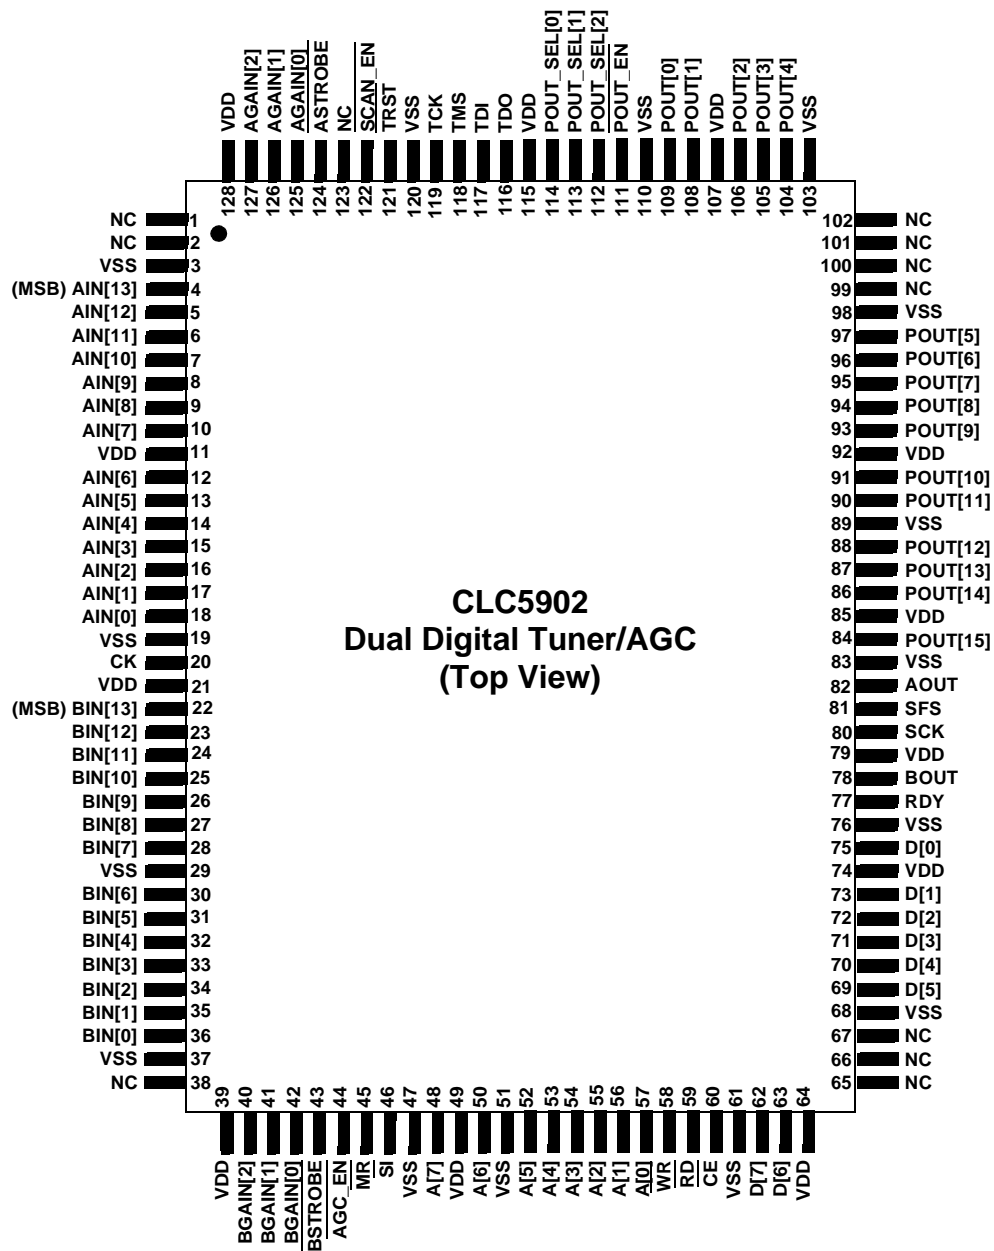 VDD
AGAIN[2]
AGAIN[1]
AGAIN[0]
ASTROBE
NC
SCAN_EN
TRST
VSS
TCK
TMS
TDI
TDO
VDD
POUT_SEL[0]
POUT_SEL[1]
POUT_SEL[2]
POUT_EN
VSS
POUT[0]
POUT[1]
VDD
POUT[2]
POUT[3]
POUT[4]
VSS
128
127
126
125
124
123
122
121
120
119
118
117
116
115
114
113
112
111
110
109
108
107
106
105
104
103
NC 1
NC 2
VSS 3
(MSB) AIN[13] 4
AIN[12] 5
AIN[11] 6
AIN[10] 7
AIN[9] 8
AIN[8] 9
AIN[7] 10
VDD 11
AIN[6] 12
AIN[5] 13
AIN[4] 14
AIN[3] 15
AIN[2] 16
AIN[1] 17
AIN[0] 18
VSS 19
CK 20
VDD 21
(MSB) BIN[13] 22
BIN[12] 23
BIN[11] 24
BIN[10] 25
BIN[9] 26
BIN[8] 27
BIN[7] 28
VSS 29
BIN[6] 30
BIN[5] 31
BIN[4] 32
BIN[3] 33
BIN[2] 34
BIN[1] 35
BIN[0] 36
VSS 37
NC 38
CLC5902
Dual Digital Tuner/AGC
(Top View)
102 NC
101 NC
100 NC
99 NC
98 VSS
97 POUT[5]
96 POUT[6]
95 POUT[7]
94 POUT[8]
93 POUT[9]
92 VDD
91 POUT[10]
90 POUT[11]
89 VSS
88 POUT[12]
87 POUT[13]
86 POUT[14]
85 VDD
84 POUT[15]
83 VSS
82 AOUT
81 SFS
80 SCK
79 VDD
78 BOUT
77 RDY
76 VSS
75 D[0]
74 VDD
73 D[1]
72 D[2]
71 D[3]
70 D[4]
69 D[5]
68 VSS
67 NC
66 NC
65 NC
39
40
41
42
43
44
45
46
47
48
49
50
51
52
53
54
55
56
57
58
59
60
61
62
63
64
VDD
BGAIN[2]
BGAIN[1]
BGAIN[0]
BSTROBE
AGC_EN
MR
SI
VSS
A[7]
VDD
A[6]
VSS
A[5]
A[4]
A[3]
A[2]
A[1]
A[0]
WR
RD
CE
VSS
D[7]
D[6]
VDD